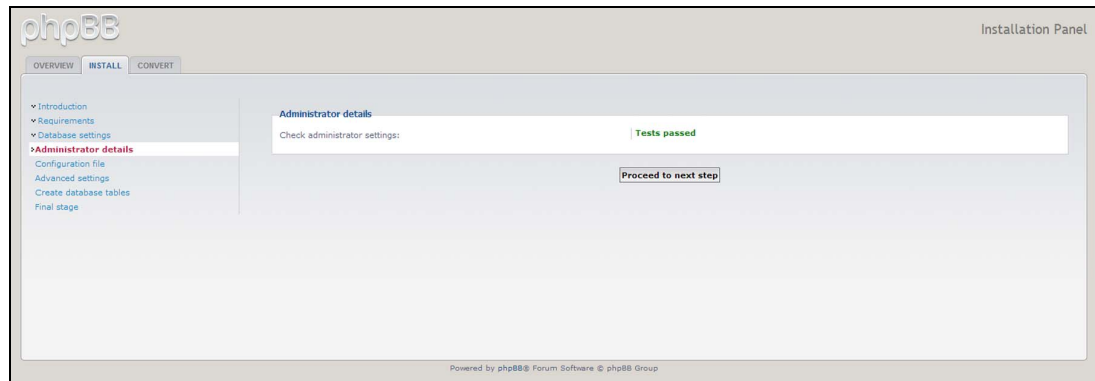 phpBB
Installation Panel
OVERVIEW INSTALL CONVERT
Introduction
Requirements
Database settings
Administrator details
Configuration file
Advanced settings
Create database tables
Final stage
Administrator details
Check administrator settings: Tests passed
Proceed to next step
Powered by phpBB® Forum Software © phpBB Group